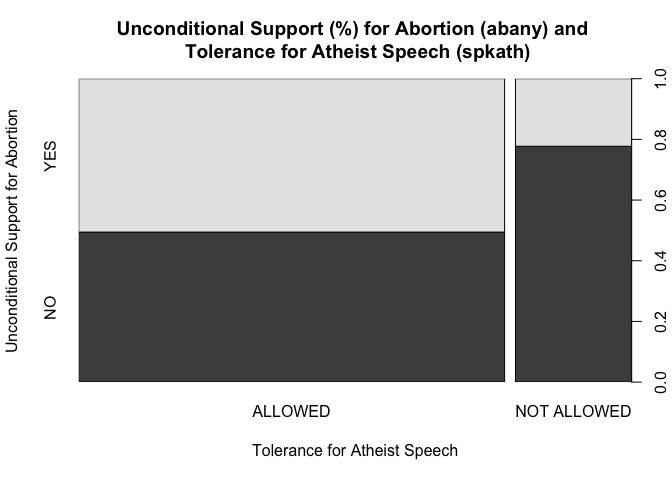 Unconditional Support (%) for Abortion (abany) and
Tolerance for Atheist Speech (spkath)
Unconditional Support for Abortion
YES
NO
1.0
0.8
0.6
0.4
0.2
0.0
ALLOWED
NOT ALLOWED
Tolerance for Atheist Speech